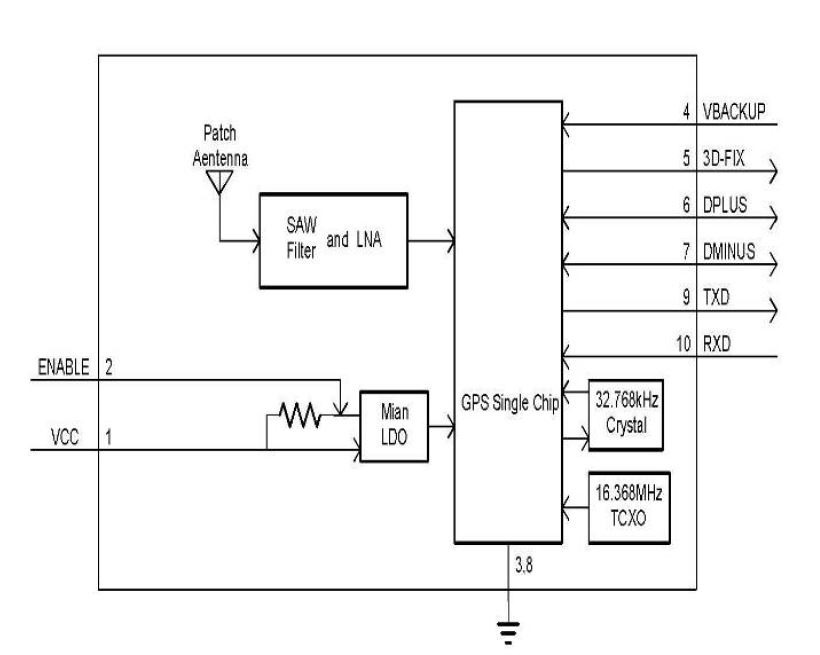 Patch
Aentenna
SAW
Filter and LNA
4 VBACKUP
5 3D-FIX
6 DPLUS
7 DMINUS
9 TXD
10 RXD
ENABLE 2
VCC 1
Mian
LDO
GPS Single Chip
32.768kHz
Crystal
16.368MHz
TCXO
3.8